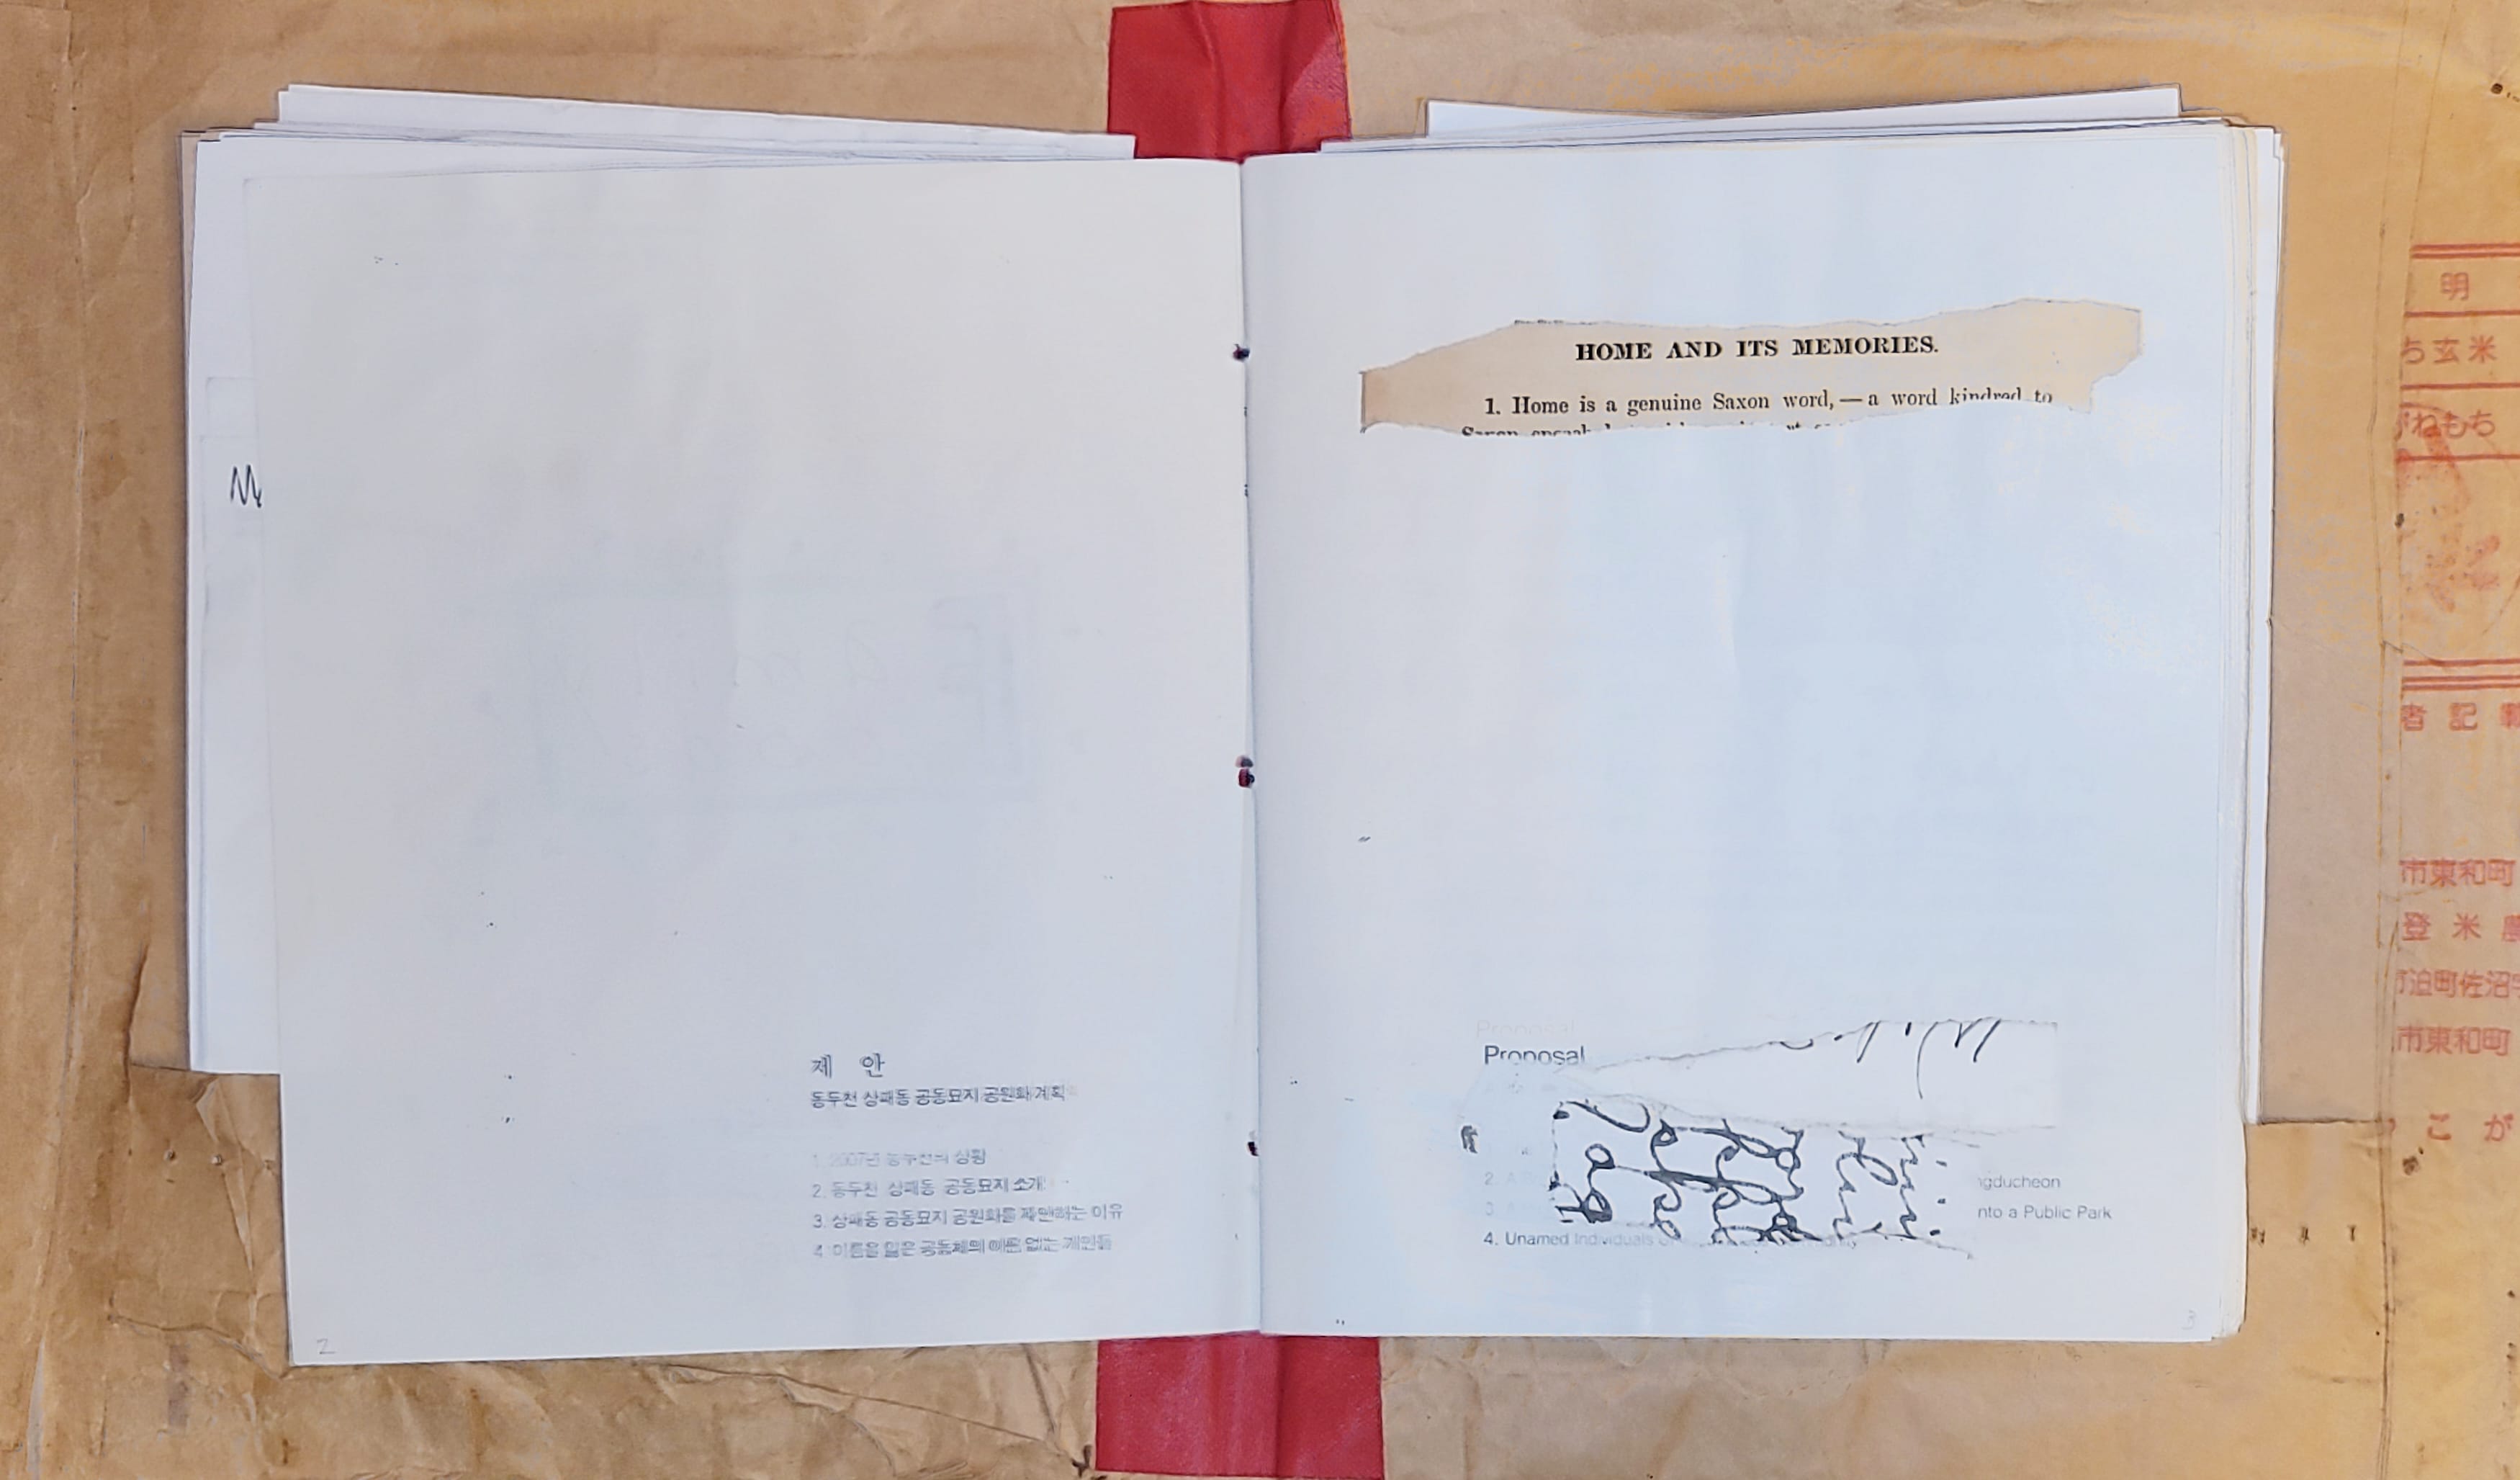 제 안
동두천 상패동 공동묘지 공원화 계획
1. 2007년 동두천의 상황
2. 동두천 상패동 공동묘지 소개
3. 상패동 공동묘지 공원화를 제안하는 이유
4. 이름을 잃은 공동체의 이름 없는 개인들
2
HOME AND ITS MEMORIES.
1. Home is a genuine Saxon word, — a word kindred to
Proposal
Proposal
2. A
ngducheon
3.
nto a Public Park
4. Unamed Individuals
3
明
ち玄米
ねもち
者 記
市東和町
登 米
迫町佐沼
市東和町
こ が